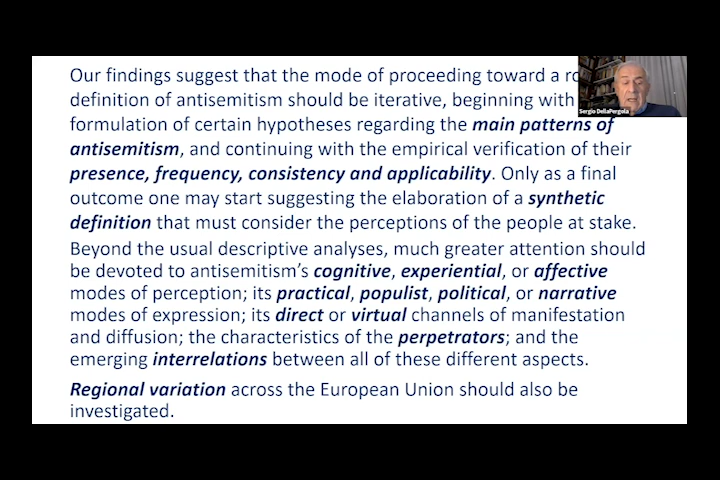 Our findings suggest that the mode of proceeding toward a
definition of antisemitism should be iterative, beginning with
formulation of certain hypotheses regarding the main patterns of
antisemitism, and continuing with the empirical verification of their
presence, frequency, consistency and applicability. Only as a final
outcome one may start suggesting the elaboration of a synthetic
definition that must consider the perceptions of the people at stake.
Beyond the usual descriptive analyses, much greater attention should
be devoted to antisemitism's cognitive, experiential, or affective
modes of perception; its practical, populist, political, or narrative
modes of expression; its direct or virtual channels of manifestation
and diffusion; the characteristics of the perpetrators; and the
emerging interrelations between all of these different aspects.
Regional variation across the European Union should also be
investigated.
Sergio DellaPergola